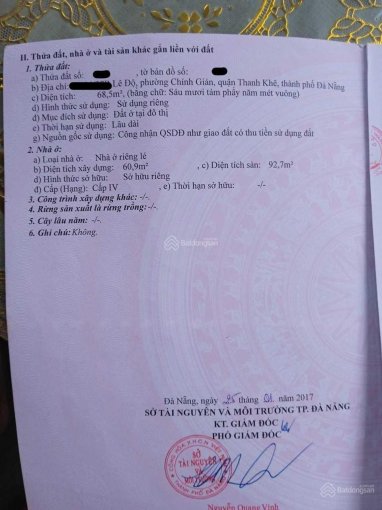 II. Thửa đất, nhà ở và tài sản khác gắn liền với đất
1. Thửa đất:
a) Thửa đất số: , tờ bản đồ số:
b) Địa chỉ: Lê Độ, phường Chính Gián, quận Thanh Khê, thành phố Đà Nẵng
c) Diện tích: 68,5m², (bằng chữ: Sáu mươi tám phẩy năm mét vuông)
d) Hình thức sử dụng: Sử dụng riêng
đ) Mục đích sử dụng: Đất ở tại đô thị
e) Thời hạn sử dụng: Lâu dài
g) Nguồn gốc sử dụng: Công nhận QSDĐ như giao đất có thu tiền sử dụng đất
2. Nhà ở:
a) Loại nhà ở: Nhà ở riêng lẻ
b) Diện tích xây dựng: 60,9m² , c) Diện tích sàn: 92,7m²
d) Hình thức sở hữu: Sở hữu riêng
đ) Cấp (Hạng): Cấp IV , e) Thời hạn sở hữu: -/-
3. Công trình xây dựng khác: -/-
4. Rừng sản xuất là rừng trồng: -/-
5. Cây lâu năm: -/-
6. Ghi chú: Không.
Batdongsan
Đà Nẵng, ngày 25 tháng 01 năm 2017
SỞ TÀI NGUYÊN VÀ MÔI TRƯỜNG TP. ĐÀ NẴNG
KT. GIÁM ĐỐC
PHÓ GIÁM ĐỐC
SỞ
TÀI NGUYÊN
VÀ
MÔI TRƯỜNG
Nguyễn Quang Vinh
Batdongsan